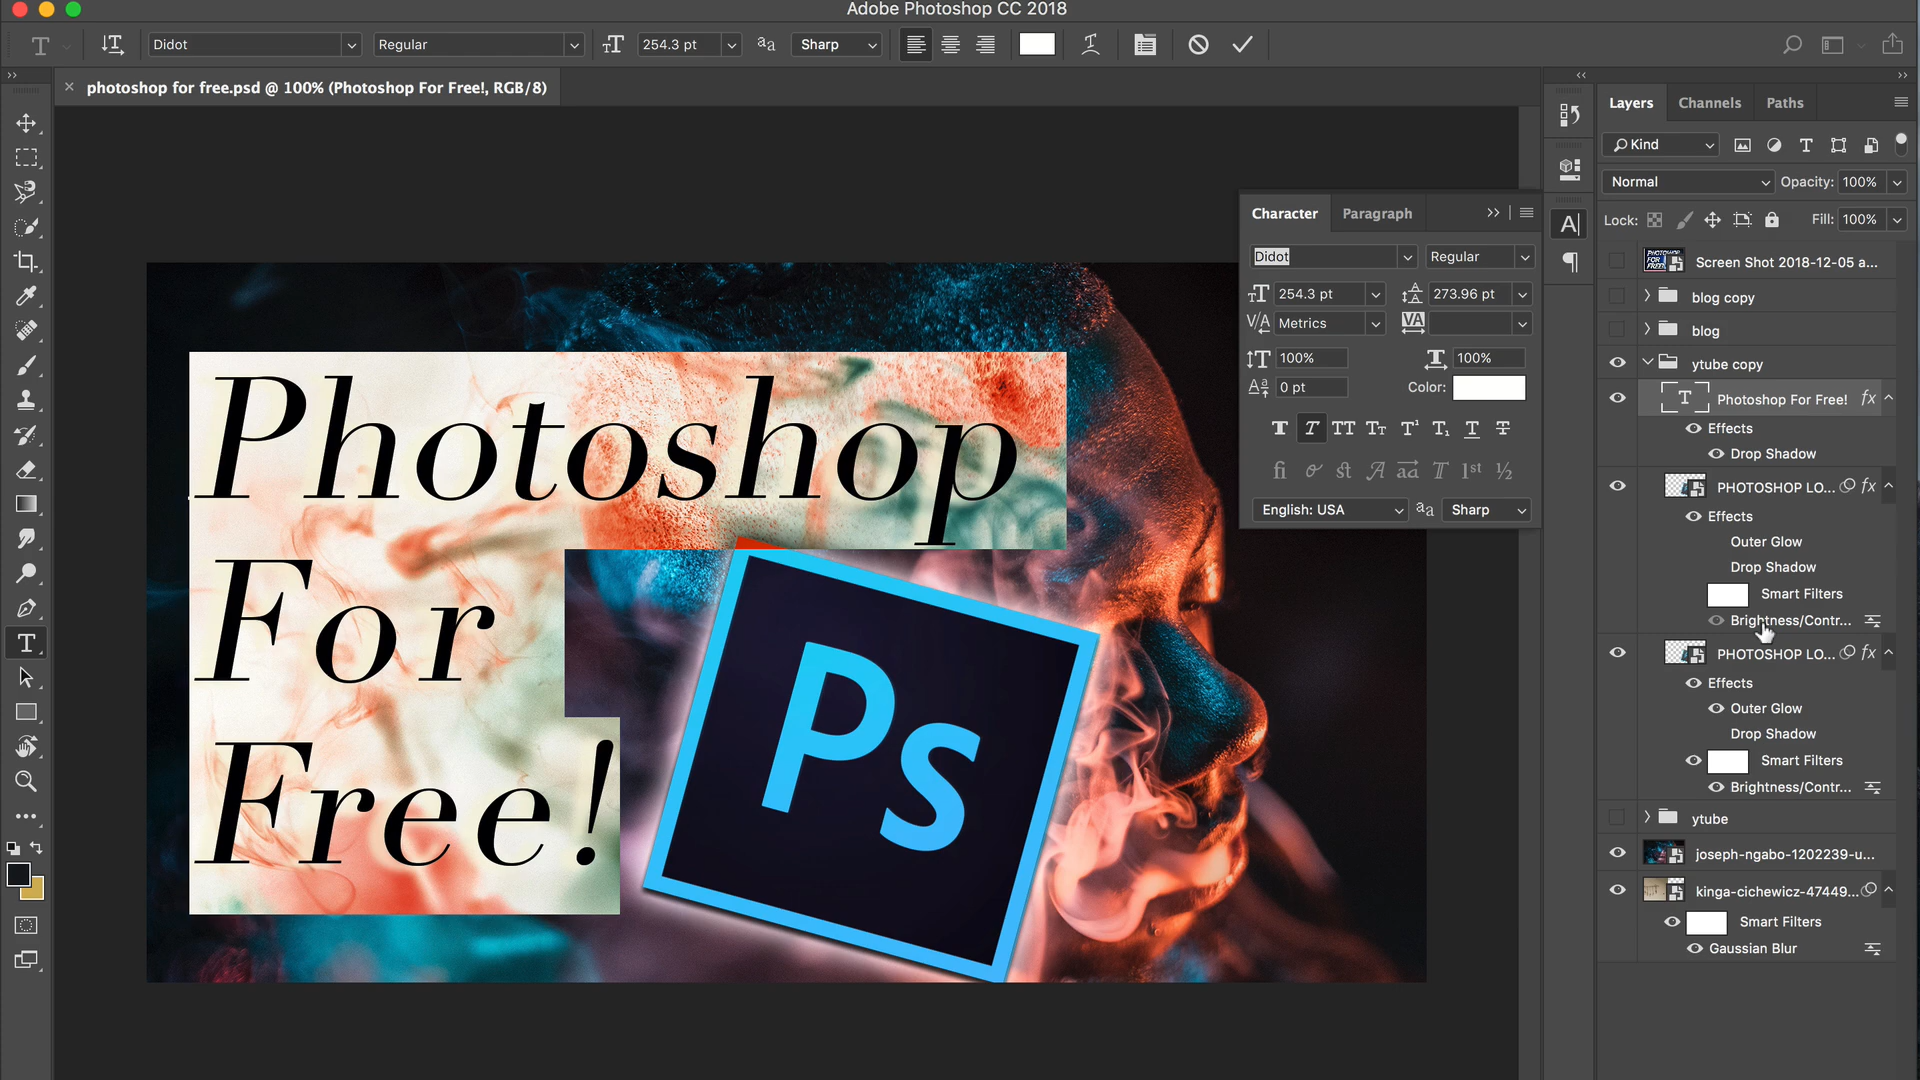 Adobe Photoshop CC 2018
Didot
Regular
254.3 pt
Sharp
photoshop for free.psd @ 100% (Photoshop For Free!, RGB/8)
Photoshop
For
Free!
Ps
Character
Paragraph
Didot
Regular
254.3 pt
273.96 pt
Metrics
100%
100%
0 pt
Color:
English: USA
Sharp
Layers
Channels
Paths
Kind
Normal
Opacity: 100%
Lock:
Fill: 100%
Screen Shot 2018-12-05 a...
blog copy
blog
ytube copy
Photoshop For Free! fx
Effects
Drop Shadow
PHOTOSHOP LO... fx
Effects
Outer Glow
Drop Shadow
Smart Filters
Brightness/Contr...
PHOTOSHOP LO... fx
Effects
Outer Glow
Drop Shadow
Smart Filters
Brightness/Contr...
ytube
joseph-ngabo-1202239-u...
kinga-cichewicz-47449...
Smart Filters
Gaussian Blur